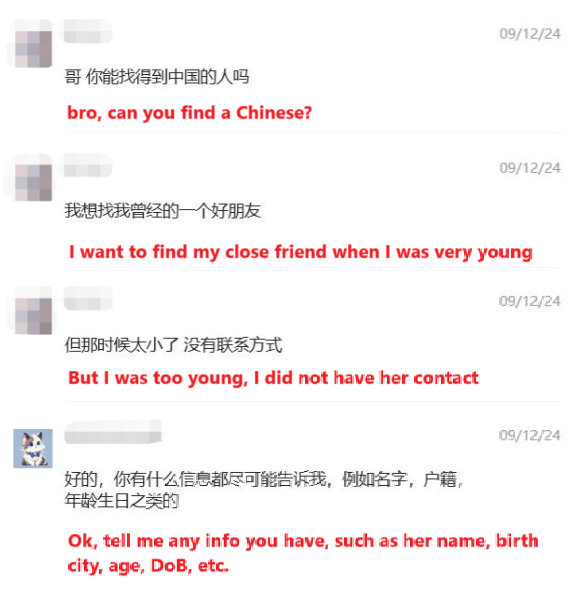 09/12/24
哥 你能找得到中国的人吗
bro, can you find a Chinese?
09/12/24
我想找我曾经的一个好朋友
I want to find my close friend when I was very young
09/12/24
但那时候太小了 没有联系方式
But I was too young, I did not have her contact
09/12/24
好的，你有什么信息都尽可能告诉我，例如名字，户籍，
年龄生日之类的
Ok, tell me any info you have, such as her name, birth
city, age, DoB, etc.